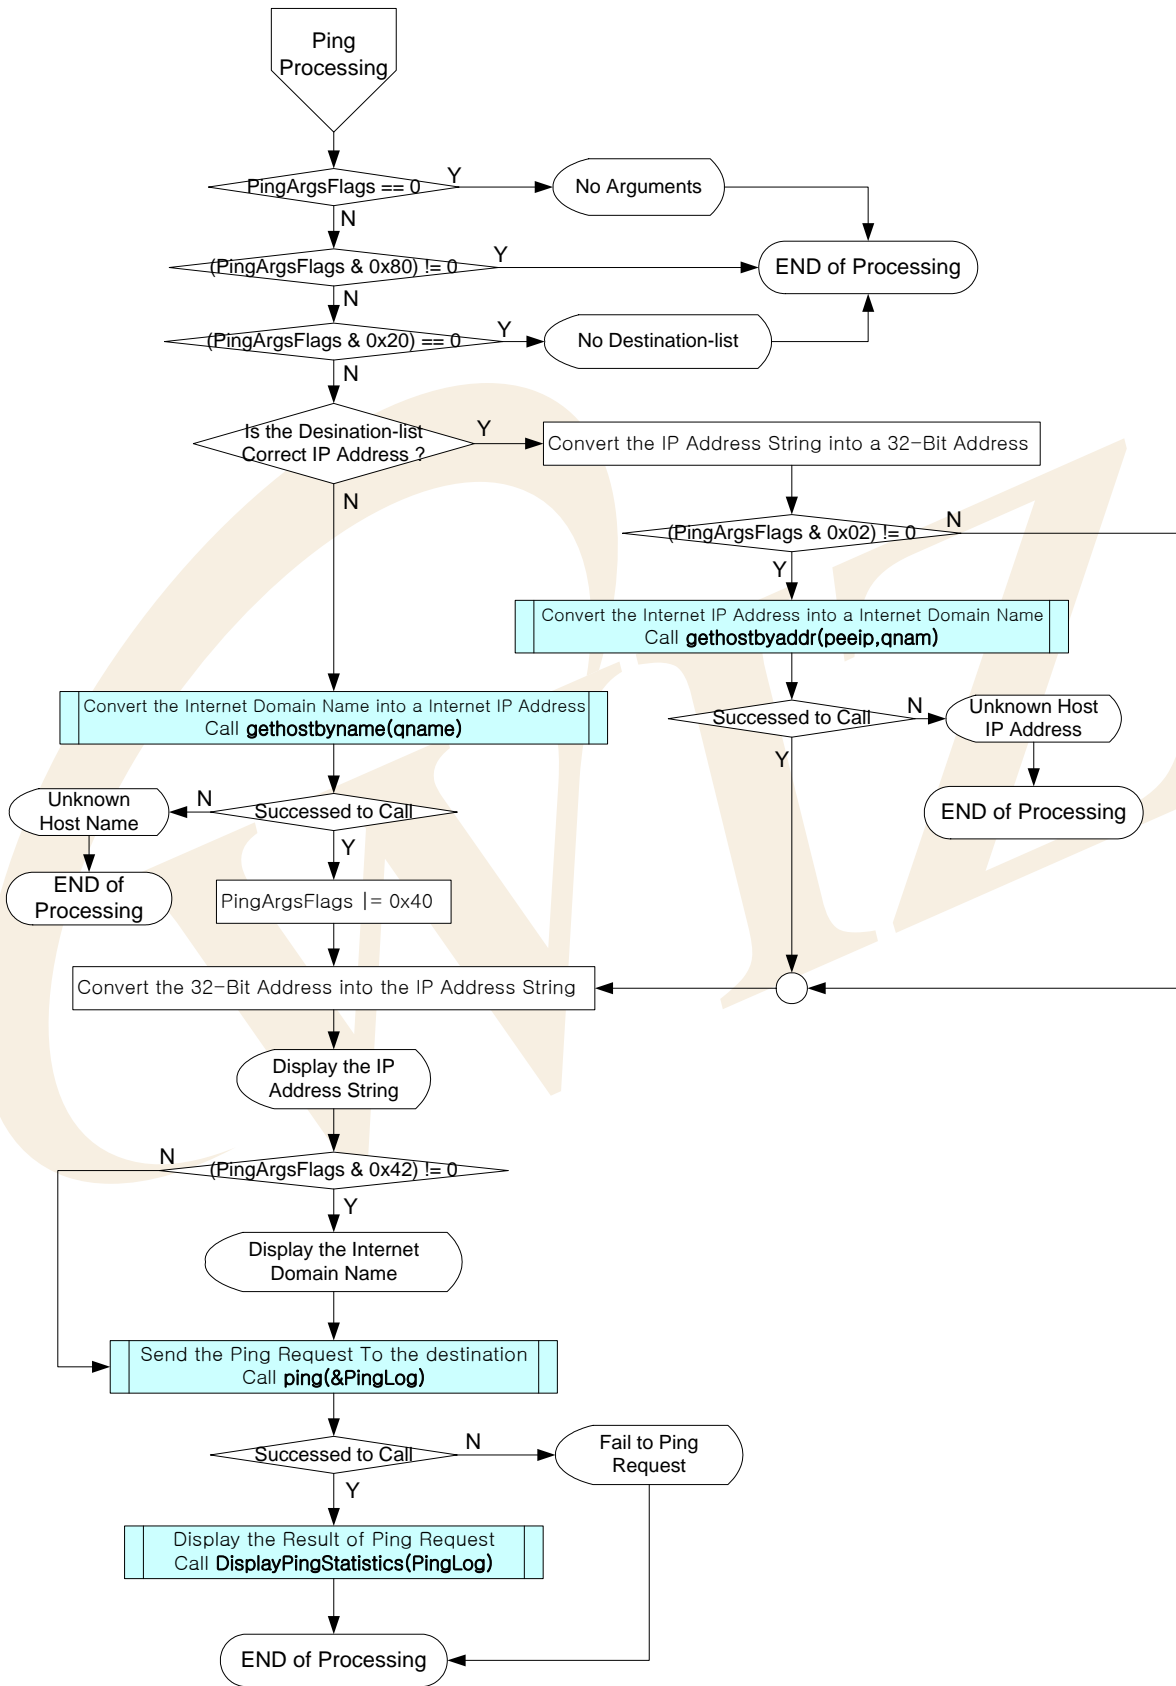 Ping
Processing
PingArgsFlags == 0
Y
No Arguments
N
(PingArgsFlags & 0x80) != 0
Y
END of Processing
N
(PingArgsFlags & 0x20) == 0
Y
No Destination-list
N
Is the Desination-list
Correct IP Address ?
Y
Convert the IP Address String into a 32-Bit Address
N
(PingArgsFlags & 0x02) != 0
N
Y
Convert the Internet IP Address into a Internet Domain Name
Call gethostbyaddr(peeip,qnam)
Convert the Internet Domain Name into a Internet IP Address
Call gethostbyname(qname)
Successed to Call
N
Unknown Host
IP Address
Y
END of Processing
Successed to Call
N
Unknown
Host Name
Y
END of
Processing
PingArgsFlags |= 0x40
Convert the 32-Bit Address into the IP Address String
Display the IP
Address String
(PingArgsFlags & 0x42) != 0
N
Y
Display the Internet
Domain Name
Send the Ping Request To the destination
Call ping(&PingLog)
Successed to Call
N
Fail to Ping
Request
Y
Display the Result of Ping Request
Call DisplayPingStatistics(PingLog)
END of Processing